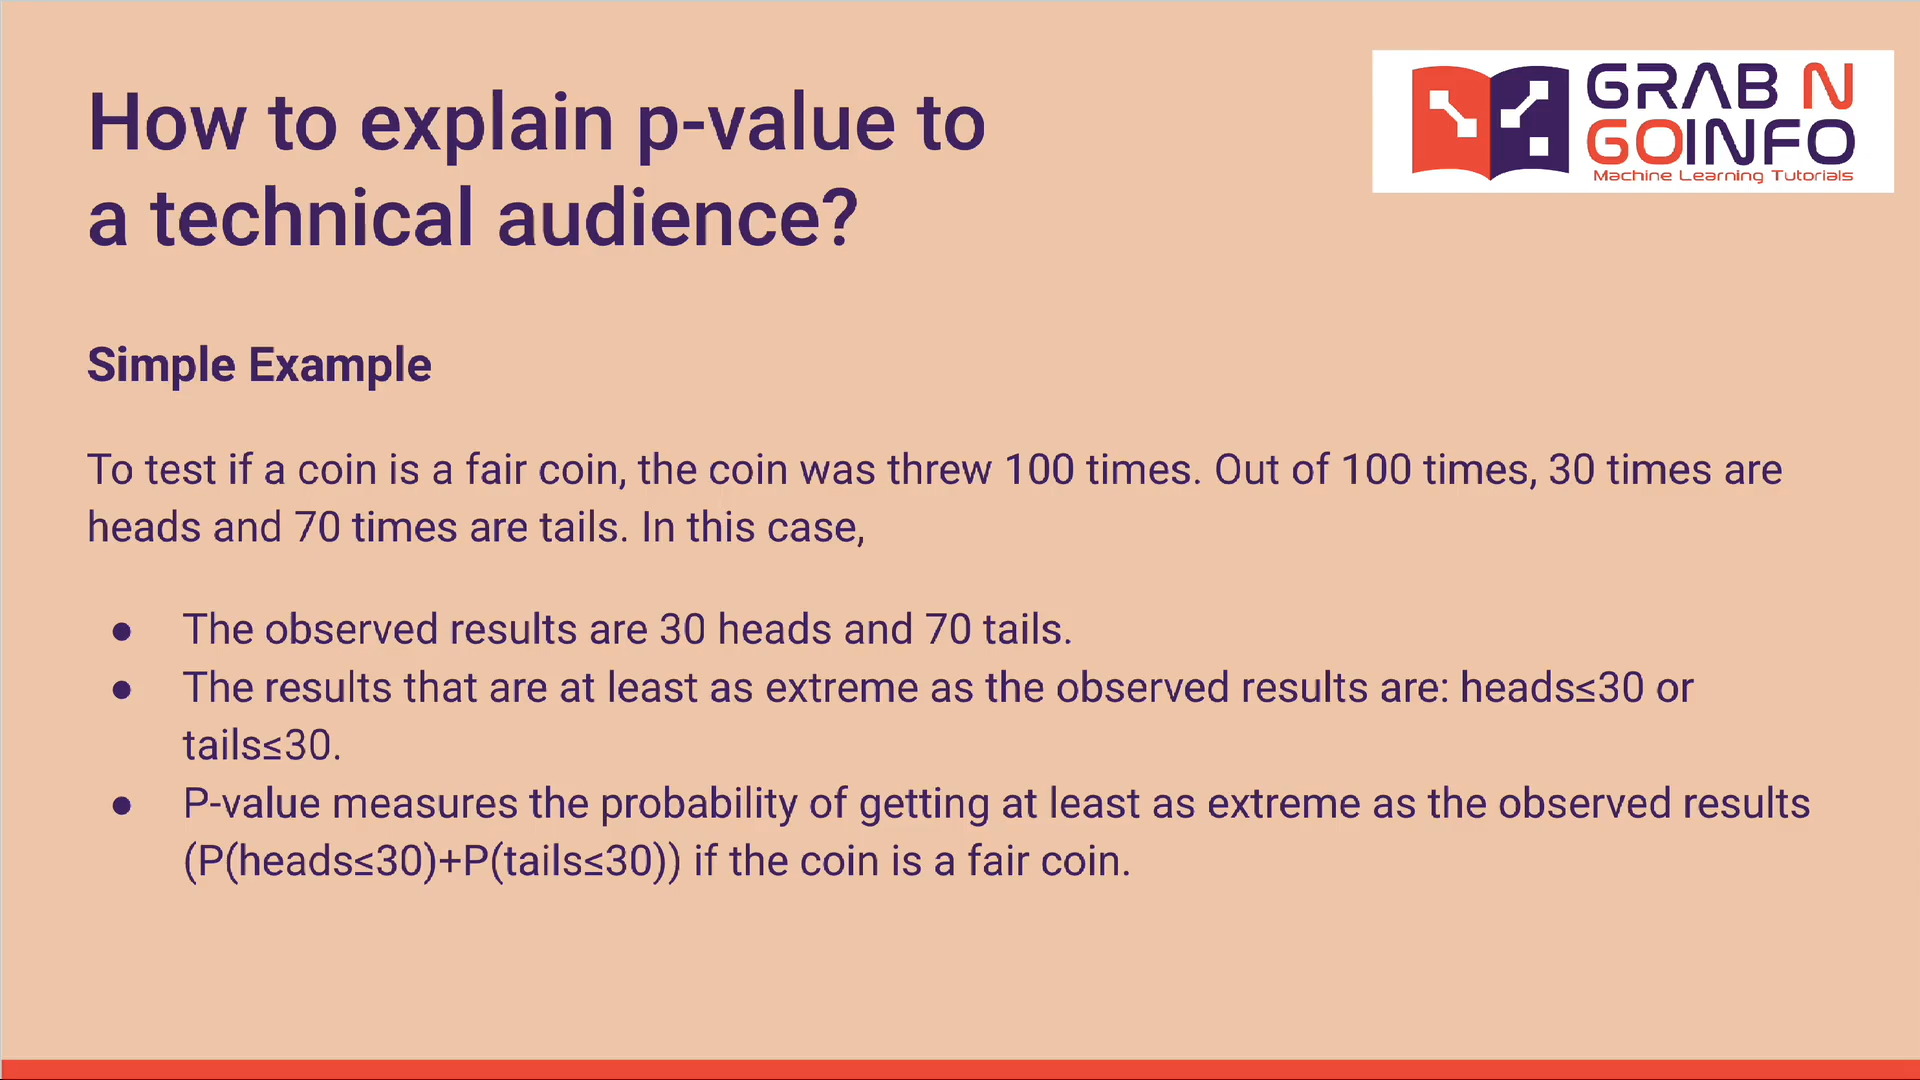 How to explain p-value to
a technical audience?
GRAB N
GOINFO
Machine Learning Tutorials
Simple Example
To test if a coin is a fair coin, the coin was threw 100 times. Out of 100 times, 30 times are
heads and 70 times are tails. In this case,
● The observed results are 30 heads and 70 tails.
● The results that are at least as extreme as the observed results are: heads≤30 or
tails≤30.
● P-value measures the probability of getting at least as extreme as the observed results
(P(heads≤30)+P(tails≤30)) if the coin is a fair coin.